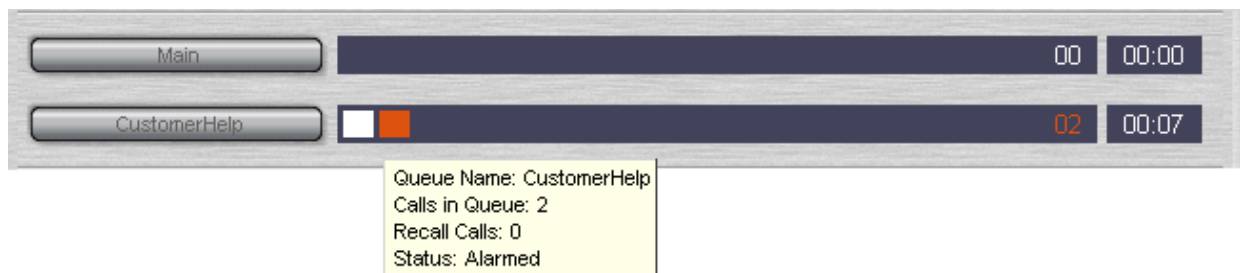 Main 00 00:00
CustomerHelp 02 00:07
Queue Name: CustomerHelp
Calls in Queue: 2
Recall Calls: 0
Status: Alarmed